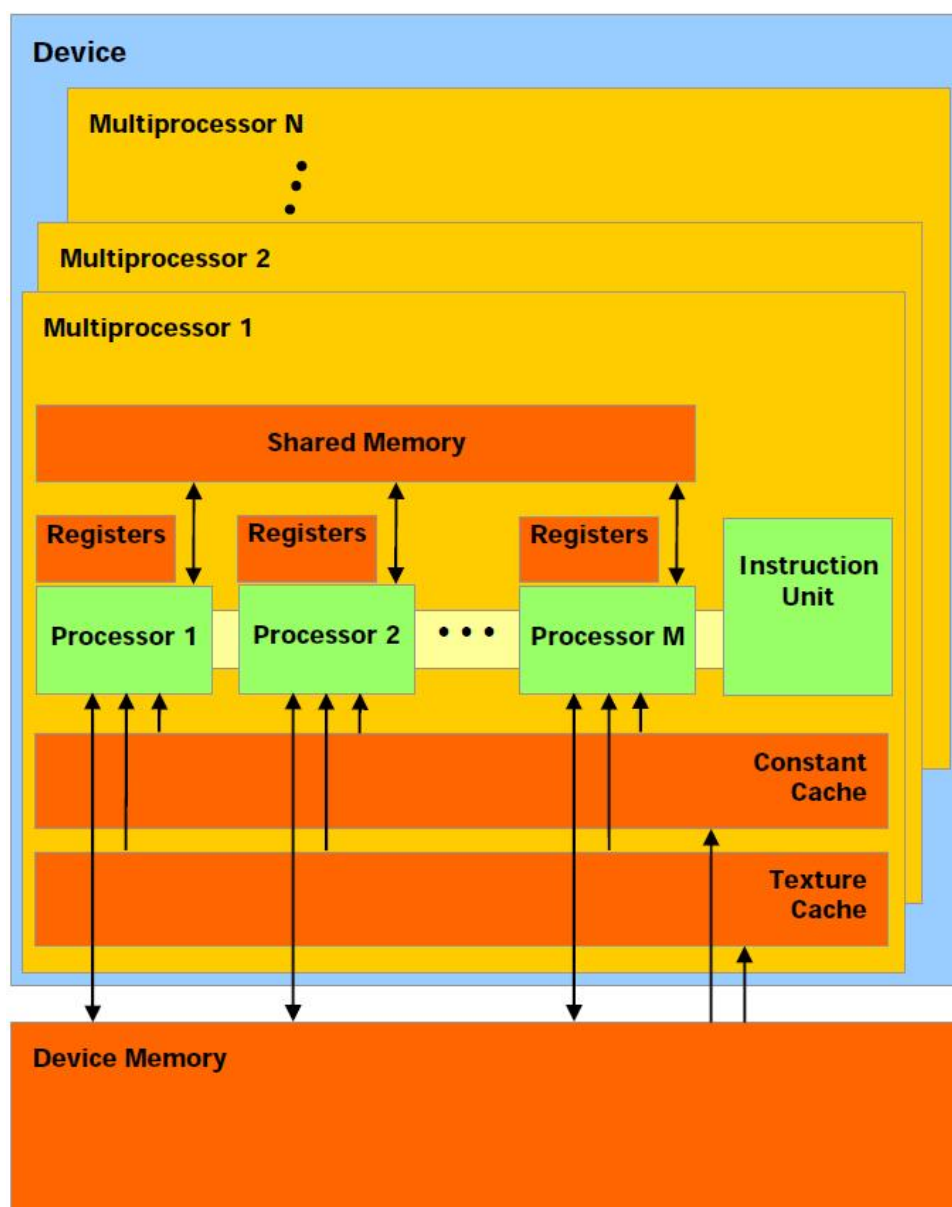 Device
Multiprocessor N
Multiprocessor 2
Multiprocessor 1
Shared Memory
Registers
Registers
Registers
Instruction
Unit
Processor 1
Processor 2
• • •
Processor M
Constant
Cache
Texture
Cache
Device Memory